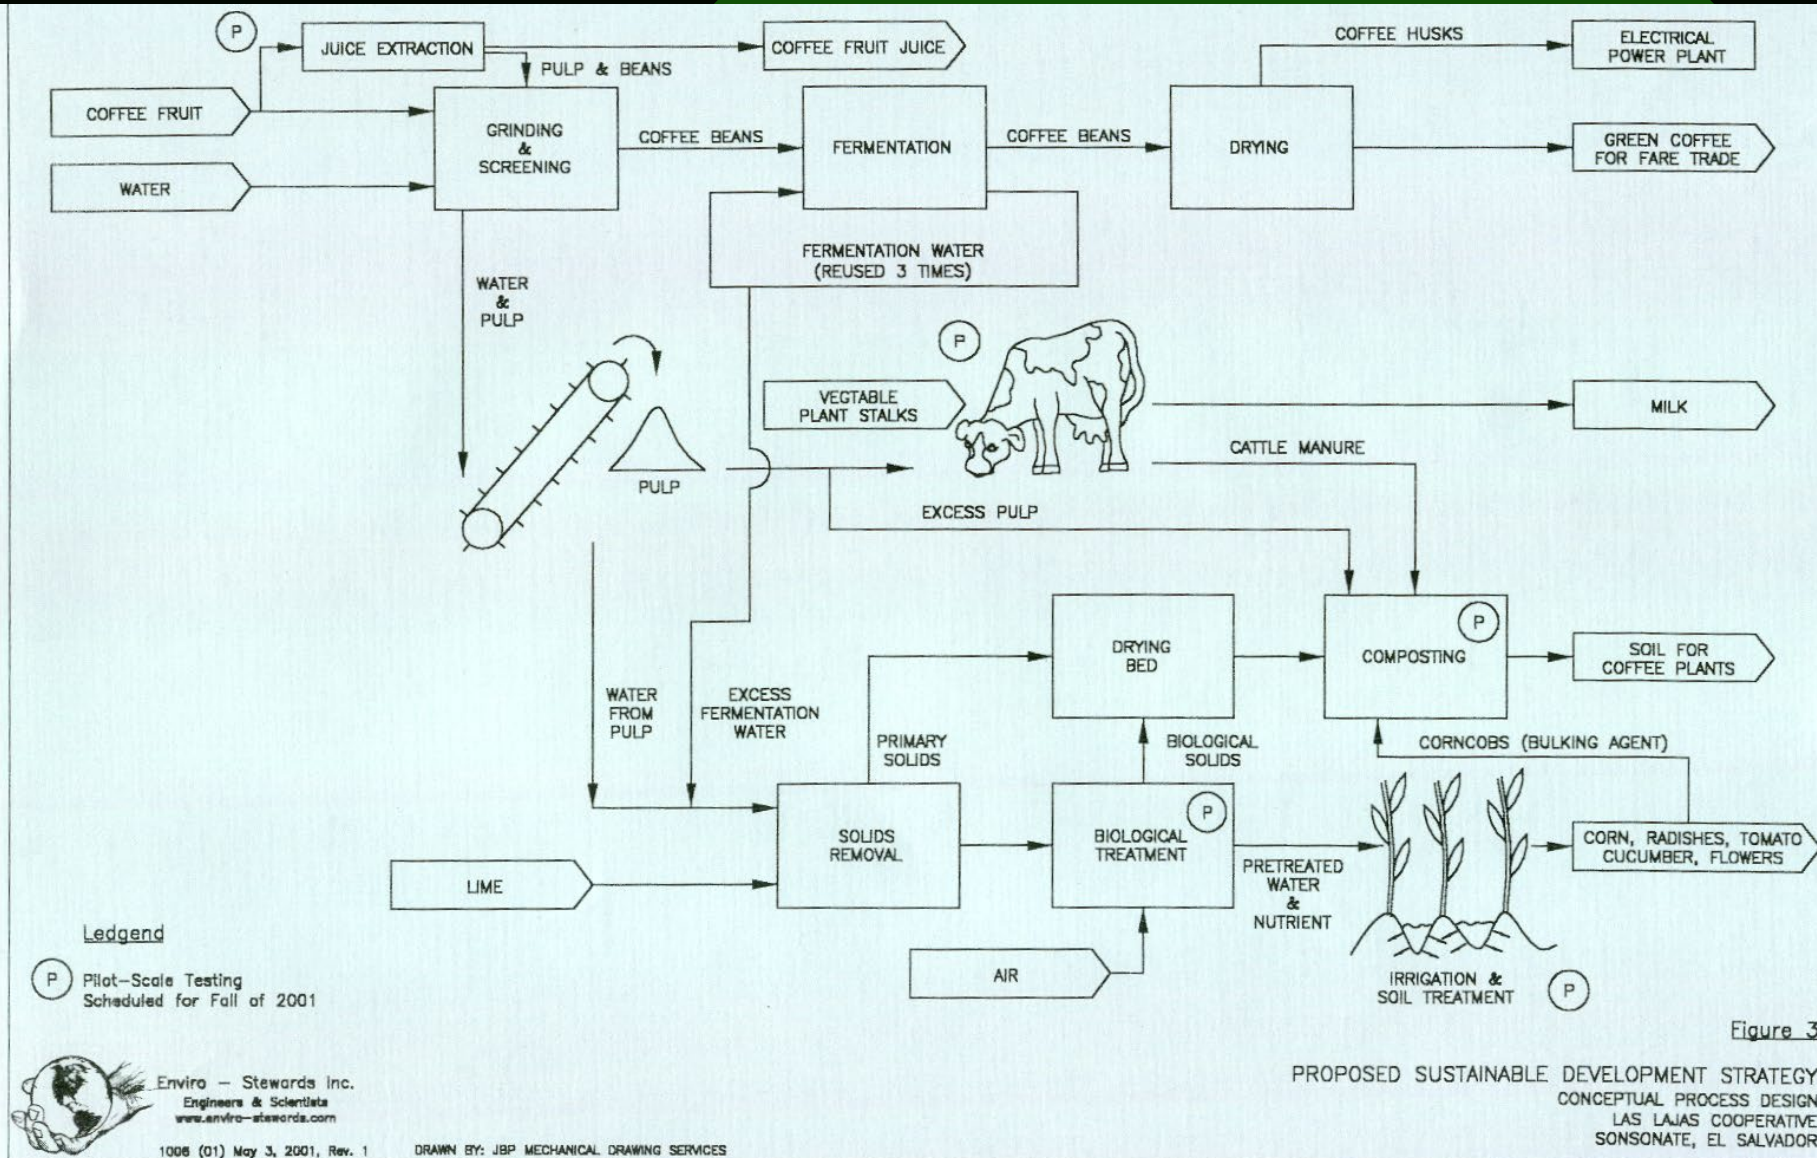 P
JUICE EXTRACTION
COFFEE FRUIT JUICE
COFFEE HUSKS
ELECTRICAL
POWER PLANT
PULP & BEANS
COFFEE FRUIT
GRINDING
&
SCREENING
COFFEE BEANS
FERMENTATION
COFFEE BEANS
DRYING
GREEN COFFEE
FOR FARE TRADE
WATER
FERMENTATION WATER
(REUSED 3 TIMES)
WATER
&
PULP
P
VEGTABLE
PLANT STALKS
MILK
CATTLE MANURE
PULP
EXCESS PULP
DRYING
BED
P
COMPOSTING
SOIL FOR
COFFEE PLANTS
WATER
FROM
PULP
EXCESS
FERMENTATION
WATER
PRIMARY
SOLIDS
BIOLOGICAL
SOLIDS
CORNCOBS (BULKING AGENT)
SOLIDS
REMOVAL
P
BIOLOGICAL
TREATMENT
PRETREATED
WATER
&
NUTRIENT
CORN, RADISHES, TOMATO
CUCUMBER, FLOWERS
LIME
AIR
IRRIGATION &
SOIL TREATMENT
P
Ledgend
P
Pilot-Scale Testing
Scheduled for Fall of 2001
Figure 3
Enviro - Stewards Inc.
Engineers & Scientists
www.enviro-stewards.com
1006 (01) May 3, 2001, Rev. 1
DRAWN BY: JBP MECHANICAL DRAWING SERVICES
PROPOSED SUSTAINABLE DEVELOPMENT STRATEGY
CONCEPTUAL PROCESS DESIGN
LAS LAJAS COOPERATIVE
SONSONATE, EL SALVADOR